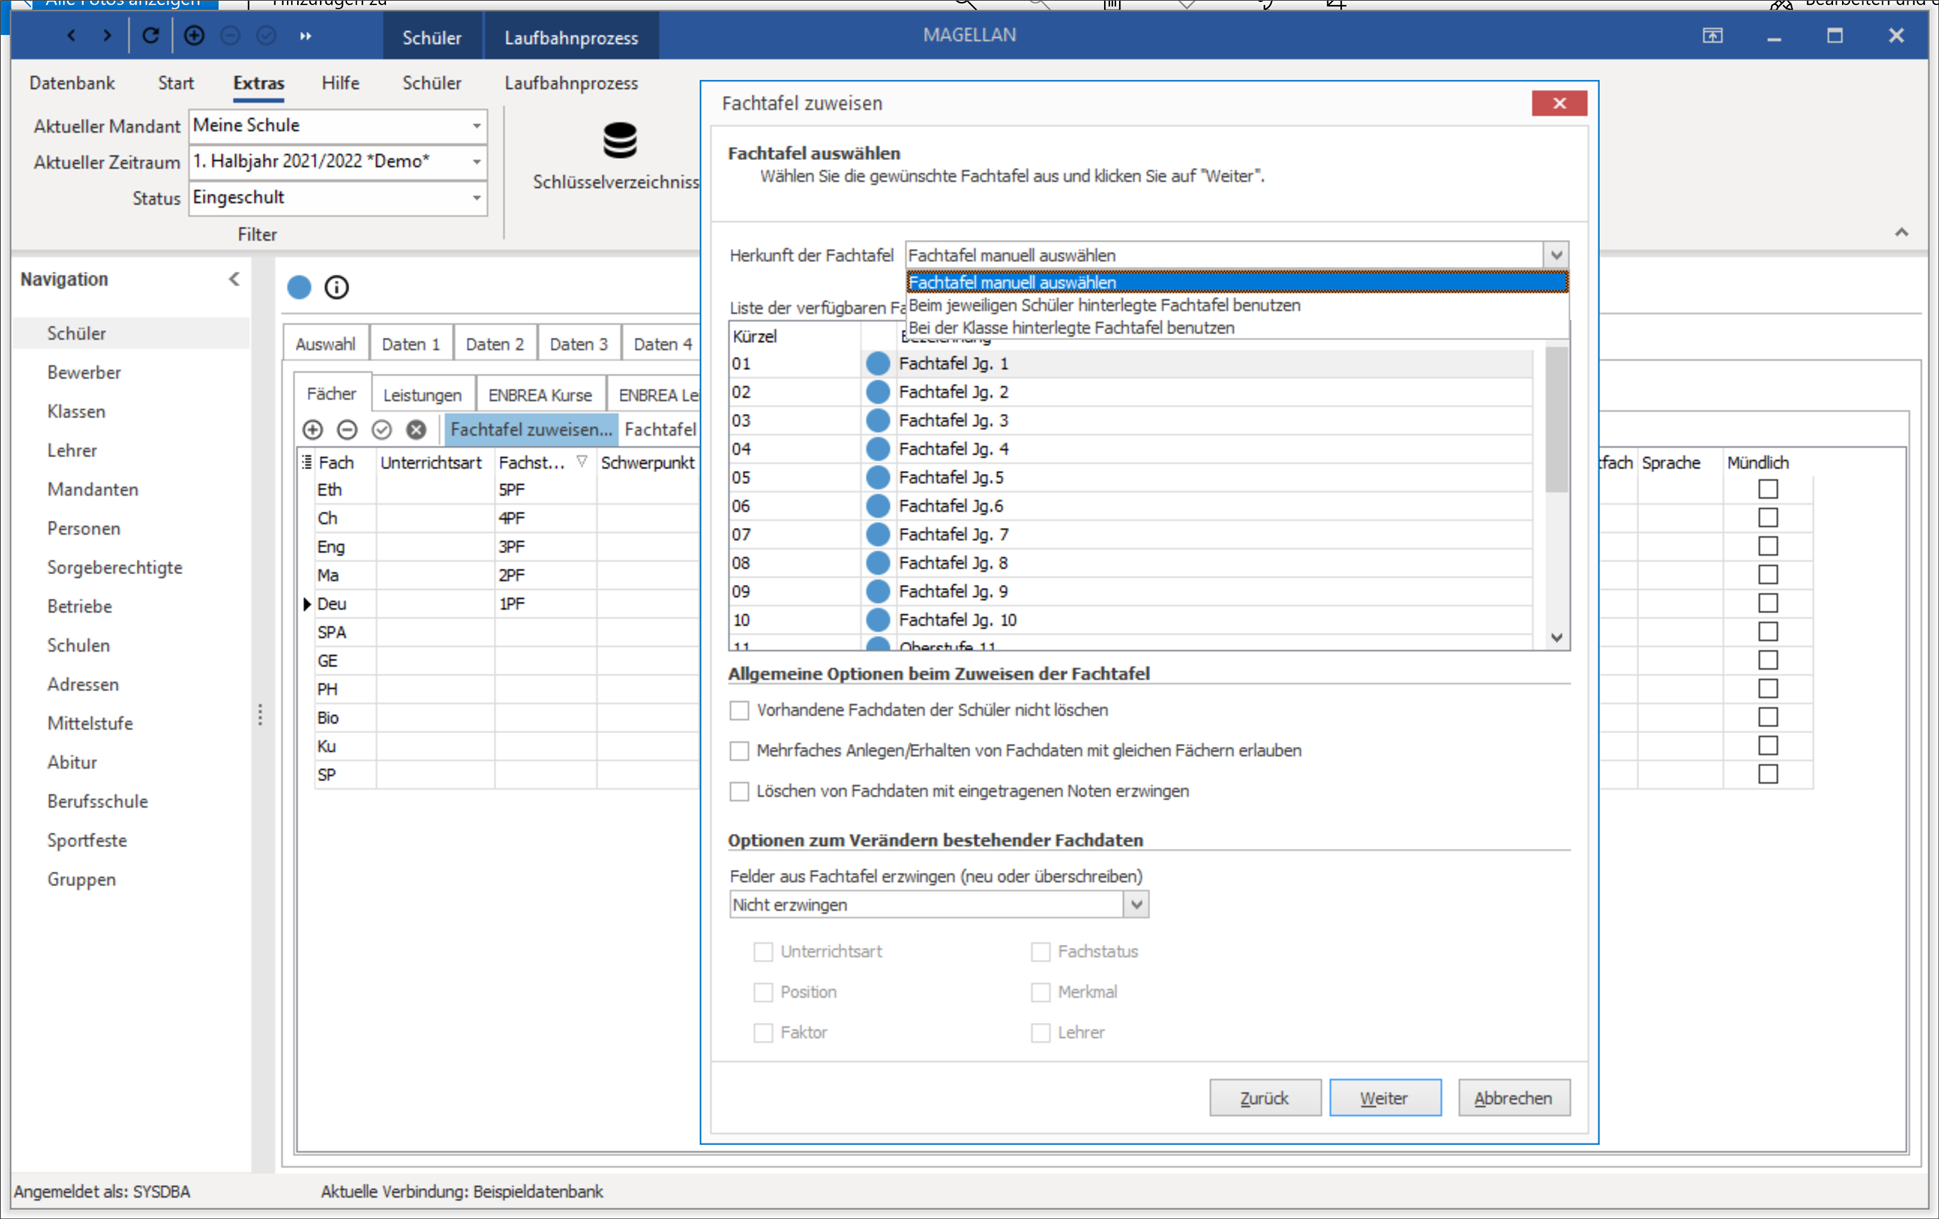 Alle Fotos anzeigen
Hinzufügen zu
Bearbeiten und
Schüler
Laufbahnprozess
MAGELLAN
Datenbank
Start
Extras
Hilfe
Schüler
Laufbahnprozess
Aktueller Mandant
Meine Schule
Aktueller Zeitraum
1. Halbjahr 2021/2022 *Demo*
Status
Eingeschult
Filter
Schlüsselverzeichniss
Navigation
Schüler
Bewerber
Klassen
Lehrer
Mandanten
Personen
Sorgeberechtigte
Betriebe
Schulen
Adressen
Mittelstufe
Abitur
Berufsschule
Sportfeste
Gruppen
Auswahl
Daten 1
Daten 2
Daten 3
Daten 4
Fächer
Leistungen
ENBREA Kurse
ENBREA Le
Fachtafel zuweisen...
Fachtafel
Fach Unterrichtsart Fachst... Schwerpunkt
tfach Sprache Mündlich
Eth 5PF
Ch 4PF
Eng 3PF
Ma 2PF
Deu 1PF
SPA
GE
PH
Bio
Ku
SP
Fachtafel zuweisen
Fachtafel auswählen
Wählen Sie die gewünschte Fachtafel aus und klicken Sie auf "Weiter".
Herkunft der Fachtafel
Fachtafel manuell auswählen
Fachtafel manuell auswählen
Beim jeweiligen Schüler hinterlegte Fachtafel benutzen
Bei der Klasse hinterlegte Fachtafel benutzen
Liste der verfügbaren Fa
Kürzel Bezeichnung
01 Fachtafel Jg. 1
02 Fachtafel Jg. 2
03 Fachtafel Jg. 3
04 Fachtafel Jg. 4
05 Fachtafel Jg.5
06 Fachtafel Jg.6
07 Fachtafel Jg. 7
08 Fachtafel Jg. 8
09 Fachtafel Jg. 9
10 Fachtafel Jg. 10
11 Oberstufe 11
Allgemeine Optionen beim Zuweisen der Fachtafel
Vorhandene Fachdaten der Schüler nicht löschen
Mehrfaches Anlegen/Erhalten von Fachdaten mit gleichen Fächern erlauben
Löschen von Fachdaten mit eingetragenen Noten erzwingen
Optionen zum Verändern bestehender Fachdaten
Felder aus Fachtafel erzwingen (neu oder überschreiben)
Nicht erzwingen
Unterrichtsart
Fachstatus
Position
Merkmal
Faktor
Lehrer
Zurück
Weiter
Abbrechen
Angemeldet als: SYSDBA
Aktuelle Verbindung: Beispieldatenbank